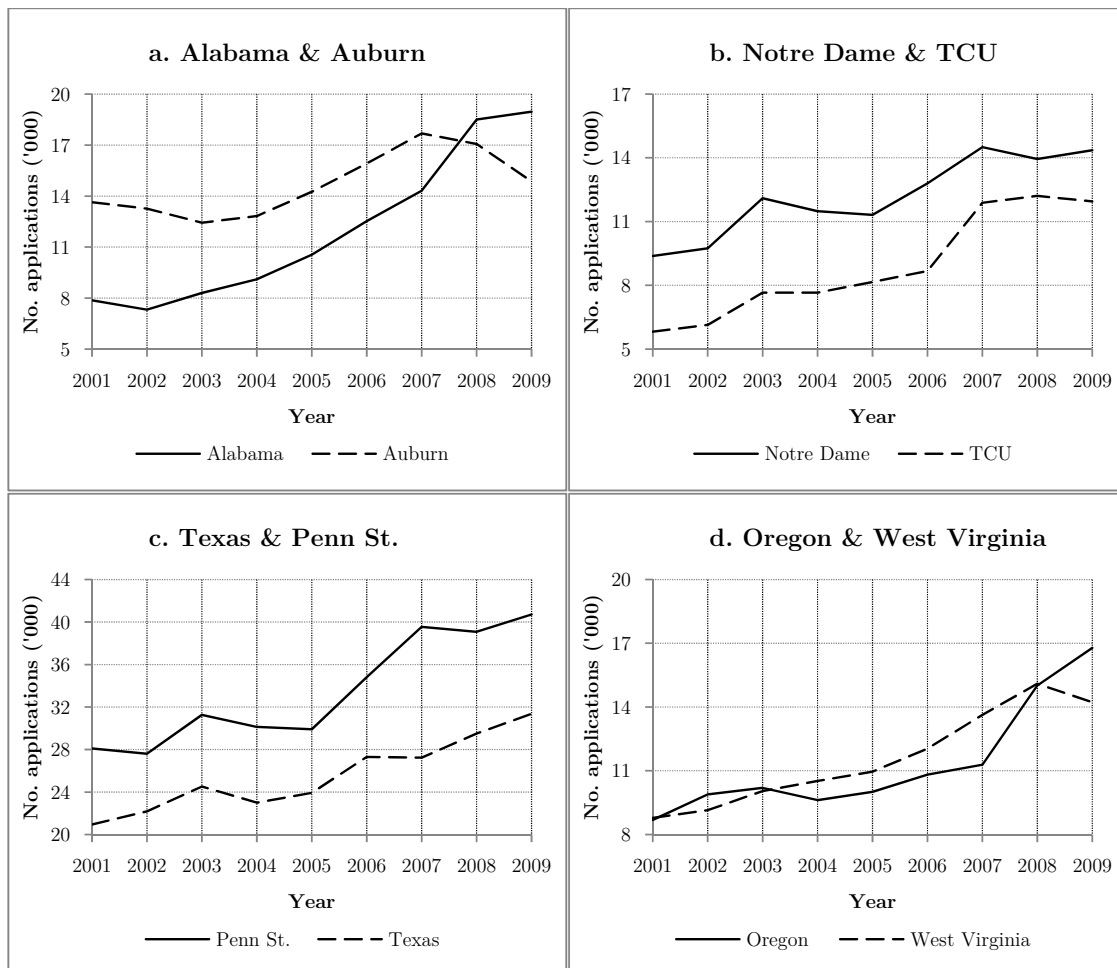 a. Alabama & Auburn
No. applications ('000)
20
17
14
11
8
5
2001 2002 2003 2004 2005 2006 2007 2008 2009
Year
Alabama Auburn
b. Notre Dame & TCU
No. applications ('000)
17
14
11
8
5
2001 2002 2003 2004 2005 2006 2007 2008 2009
Year
Notre Dame TCU
c. Texas & Penn St.
No. applications ('000)
44
40
36
32
28
24
20
2001 2002 2003 2004 2005 2006 2007 2008 2009
Year
Penn St. Texas
d. Oregon & West Virginia
No. applications ('000)
20
17
14
11
8
2001 2002 2003 2004 2005 2006 2007 2008 2009
Year
Oregon West Virginia